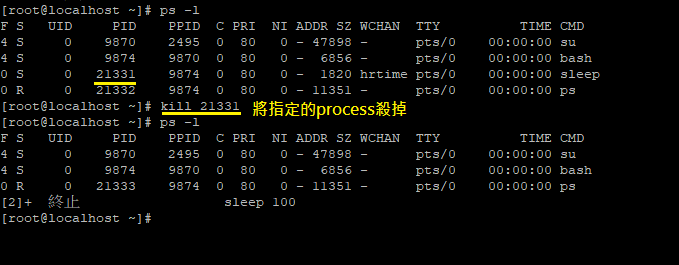 [root@localhost ~]# ps -l
F S   UID     PID    PPID  C PRI  NI ADDR SZ WCHAN  TTY          TIME CMD
4 S     0    9870    2495  0  80   0 - 47898 -      pts/0    00:00:00 su
4 S     0    9874    9870  0  80   0 -  6856 -      pts/0    00:00:00 bash
0 S     0   21331    9874  0  80   0 -  1820 hrtime pts/0    00:00:00 sleep
0 R     0   21332    9874  0  80   0 - 11351 -      pts/0    00:00:00 ps
[root@localhost ~]# kill 21331 將指定的process殺掉
[root@localhost ~]# ps -l
F S   UID     PID    PPID  C PRI  NI ADDR SZ WCHAN  TTY          TIME CMD
4 S     0    9870    2495  0  80   0 - 47898 -      pts/0    00:00:00 su
4 S     0    9874    9870  0  80   0 -  6856 -      pts/0    00:00:00 bash
0 R     0   21333    9874  0  80   0 - 11351 -      pts/0    00:00:00 ps
[2]+  終止                  sleep 100
[root@localhost ~]#